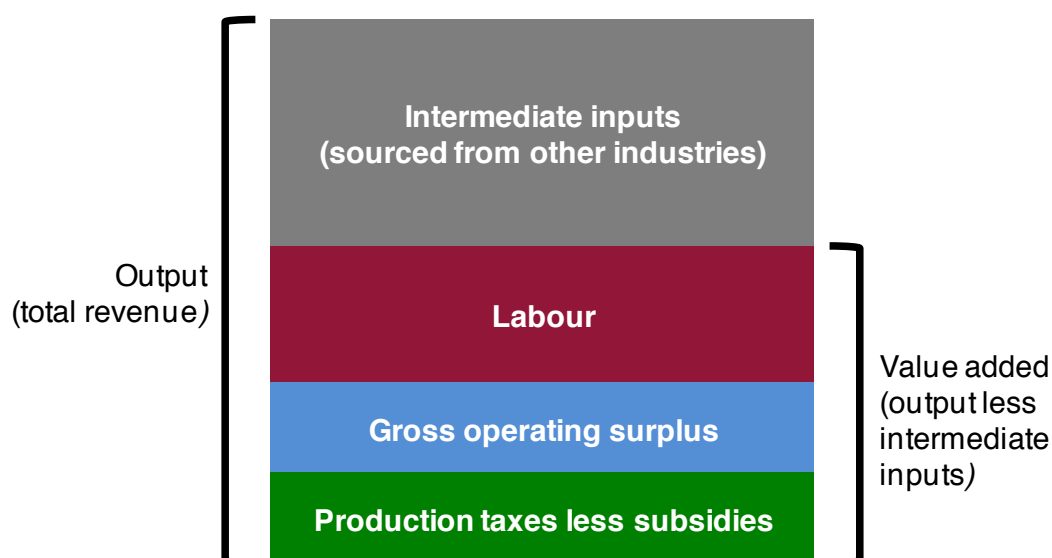 Intermediate inputs
(sourced from other industries)
Output
(total revenue)
Labour
Value added
(output less
intermediate
inputs)
Gross operating surplus
Production taxes less subsidies